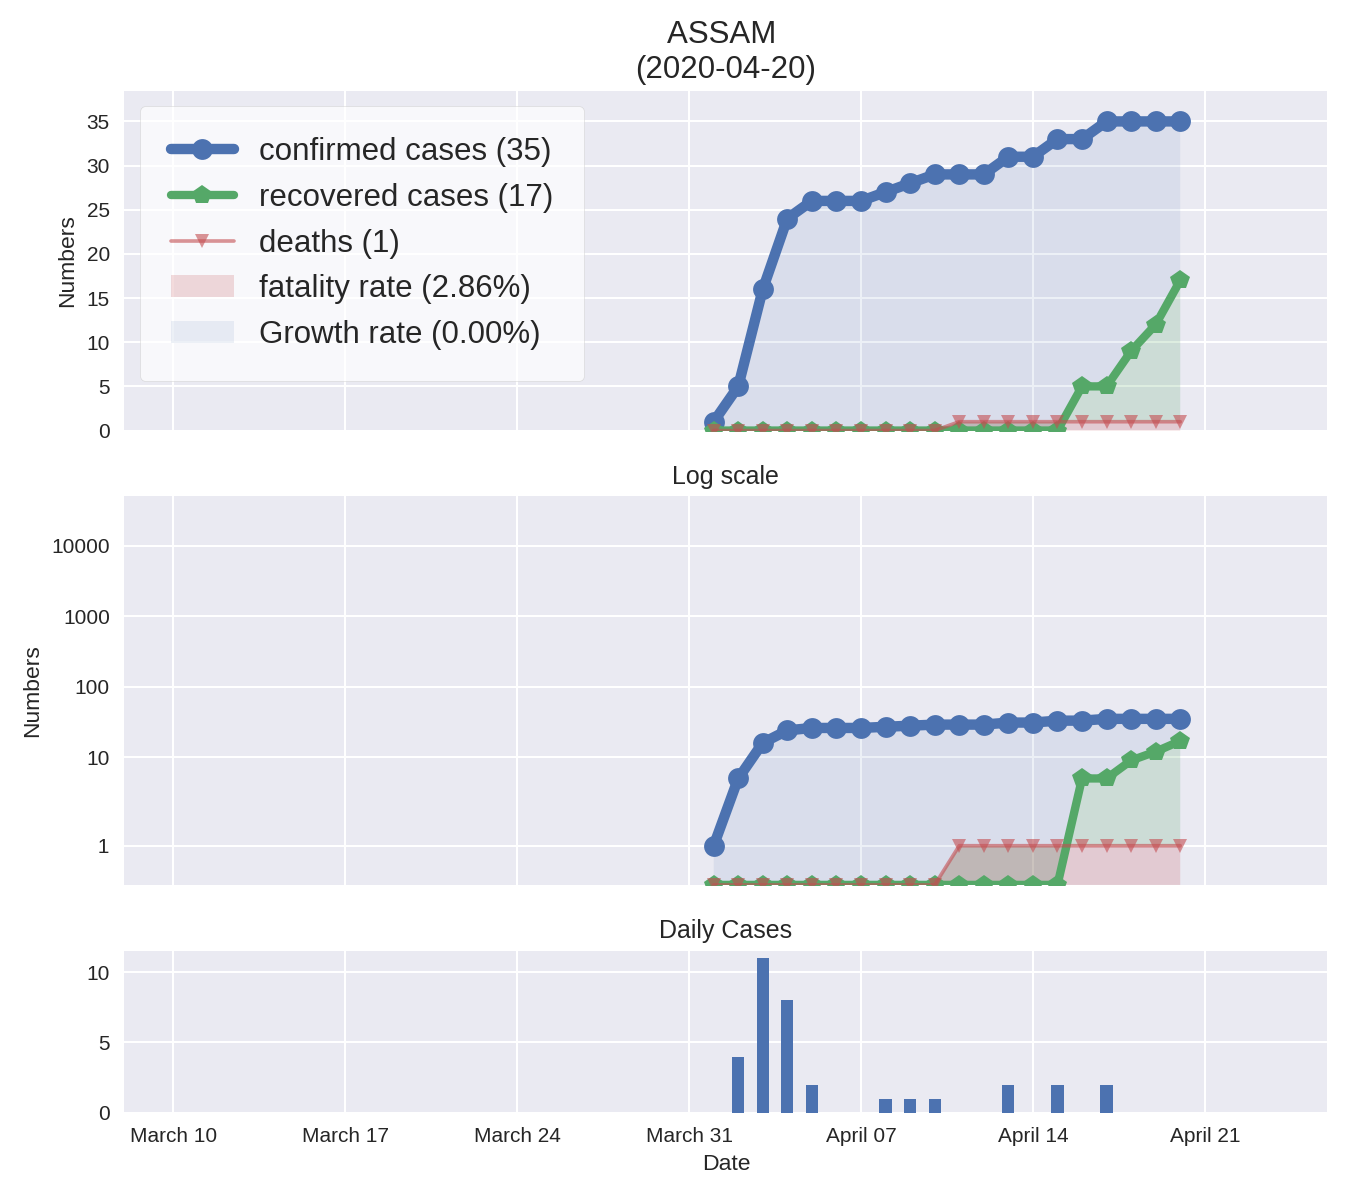 ASSAM
(2020-04-20)
35
30
25
20
15
10
5
0
Numbers
confirmed cases (35)
recovered cases (17)
deaths (1)
fatality rate (2.86%)
Growth rate (0.00%)
Log scale
10000
1000
100
10
1
Numbers
Daily Cases
10
5
0
March 10 March 17 March 24 March 31 April 07 April 14 April 21
Date